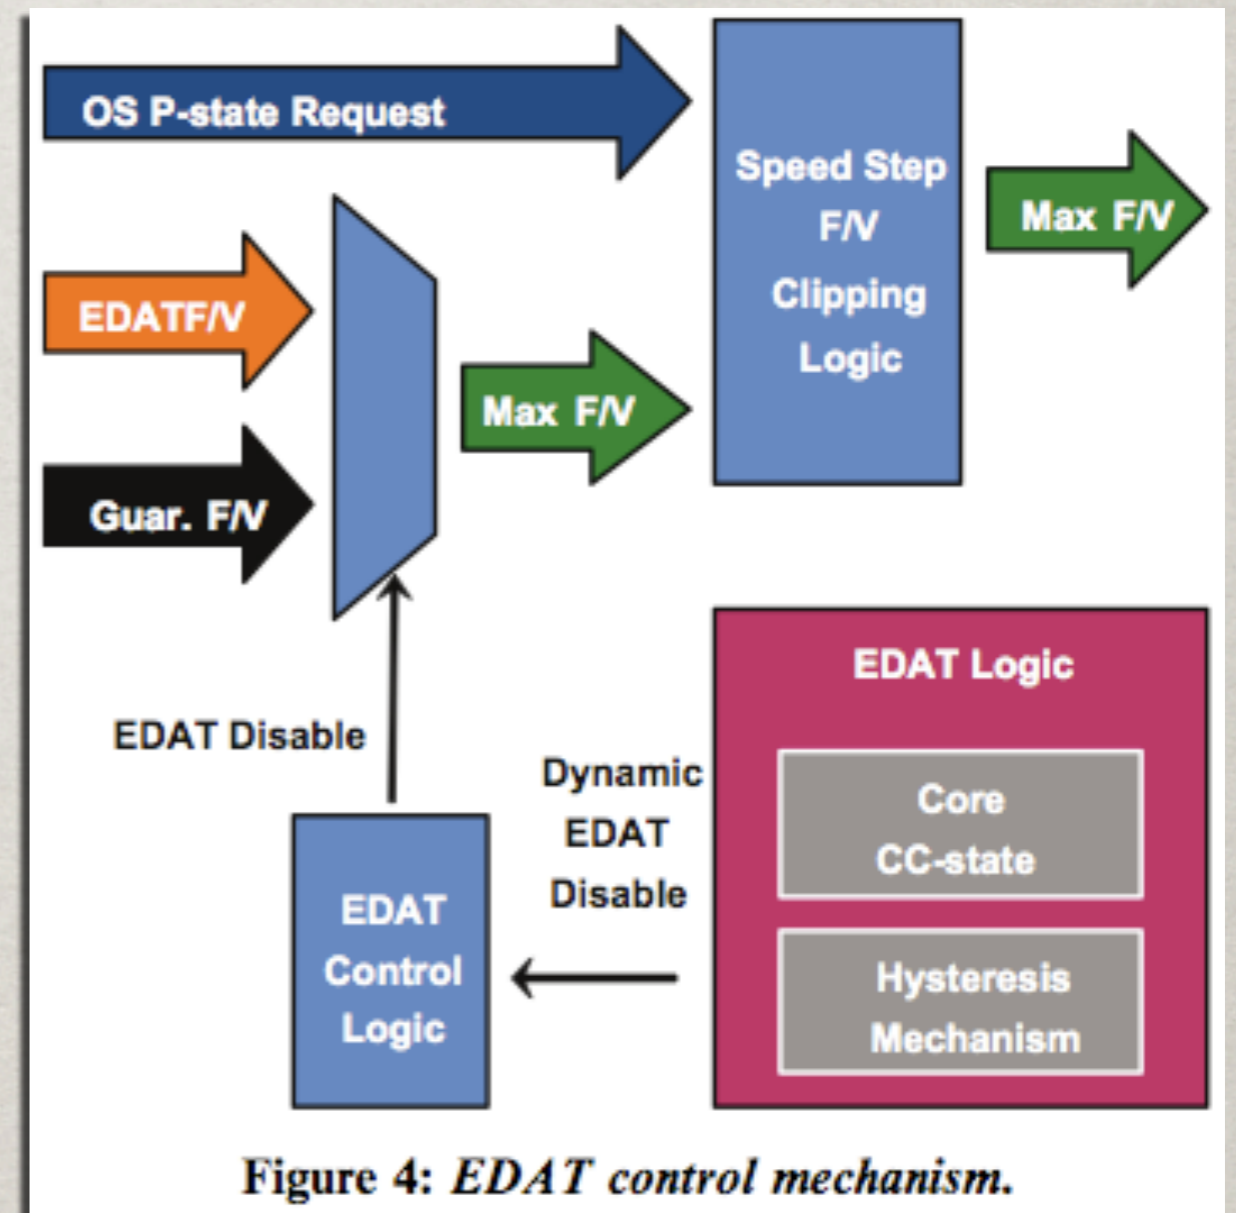 OS P-state Request
Speed Step
F/V
Clipping
Logic
Max F/V
EDATF/V
Max F/V
Guar. F/V
EDAT Disable
EDAT
Control
Logic
Dynamic
EDAT
Disable
EDAT Logic
Core
CC-state
Hysteresis
Mechanism
Figure 4: EDAT control mechanism.